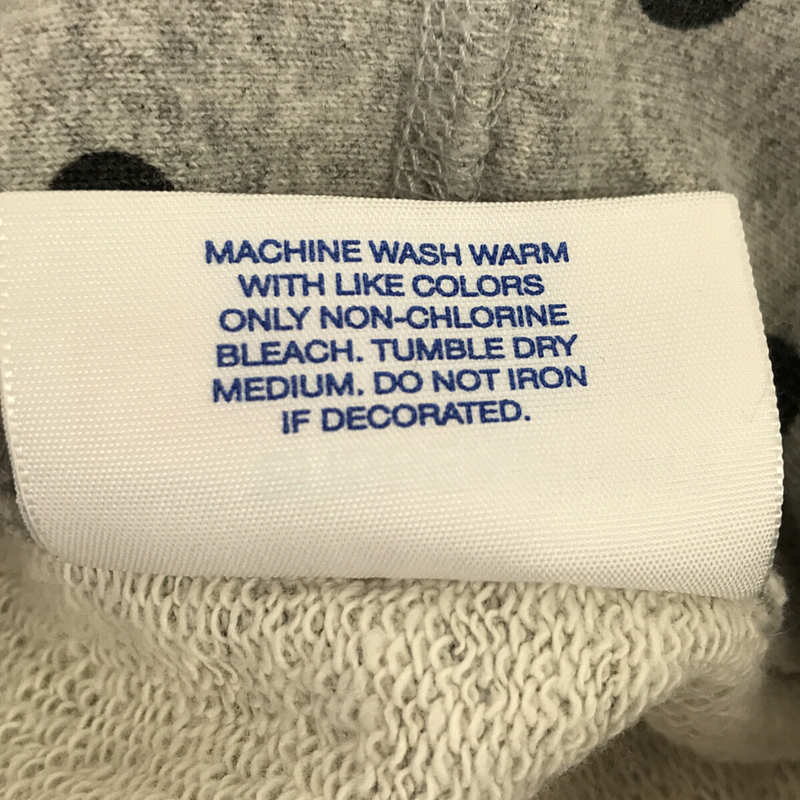 MACHINE WASH WARM
WITH LIKE COLORS
ONLY NON-CHLORINE
BLEACH. TUMBLE DRY
MEDIUM. DO NOT IRON
IF DECORATED.